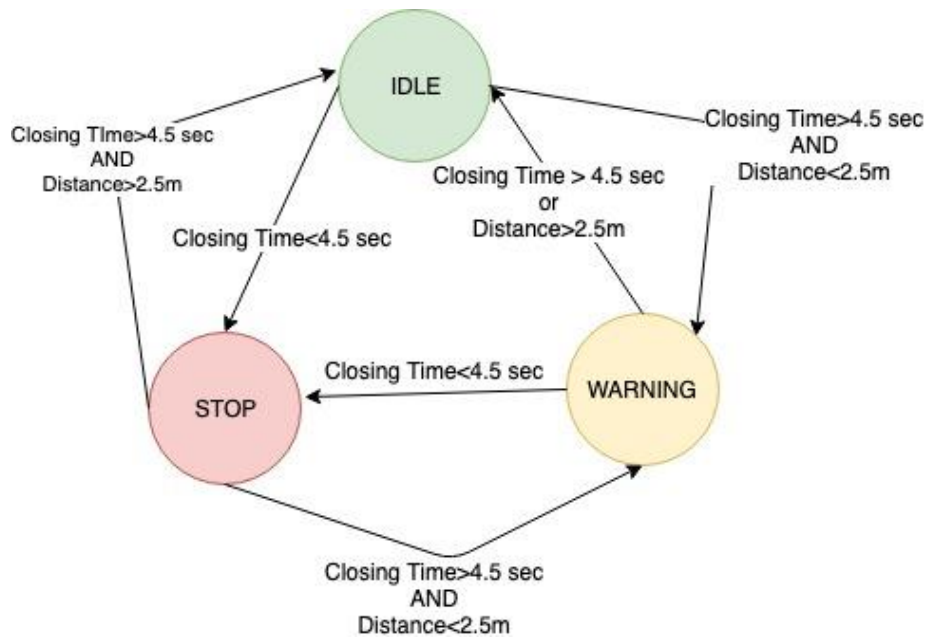 IDLE
Closing TIme>4.5 sec
AND
Distance>2.5m
Closing Time>4.5 sec
AND
Distance<2.5m
Closing Time > 4.5 sec
or
Distance>2.5m
Closing Time<4.5 sec
Closing Time<4.5 sec
STOP
WARNING
Closing Time>4.5 sec
AND
Distance<2.5m